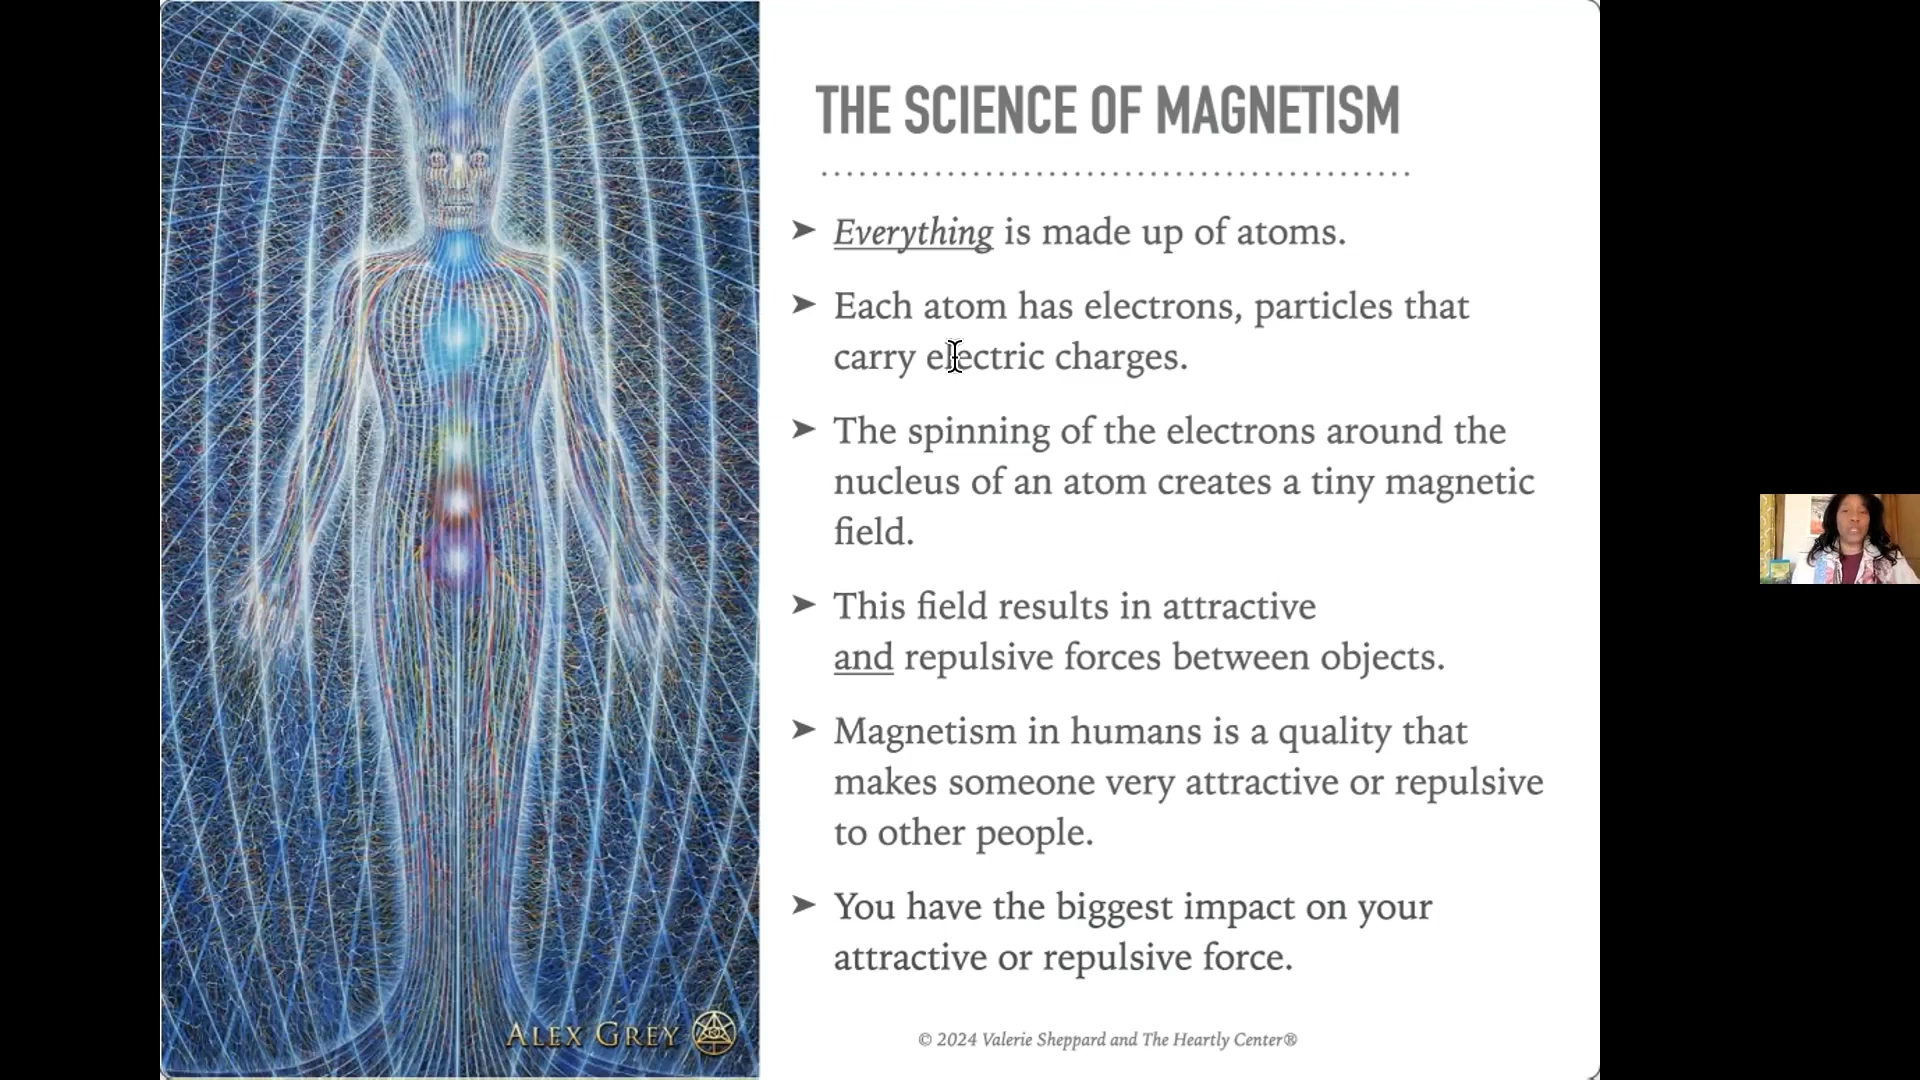 THE SCIENCE OF MAGNETISM
➤ Everything is made up of atoms.
➤ Each atom has electrons, particles that
carry electric charges.
➤ The spinning of the electrons around the
nucleus of an atom creates a tiny magnetic
field.
➤ This field results in attractive
and repulsive forces between objects.
➤ Magnetism in humans is a quality that
makes someone very attractive or repulsive
to other people.
➤ You have the biggest impact on your
attractive or repulsive force.
ALEX GREY
© 2024 Valerie Sheppard and The Heartly Center®